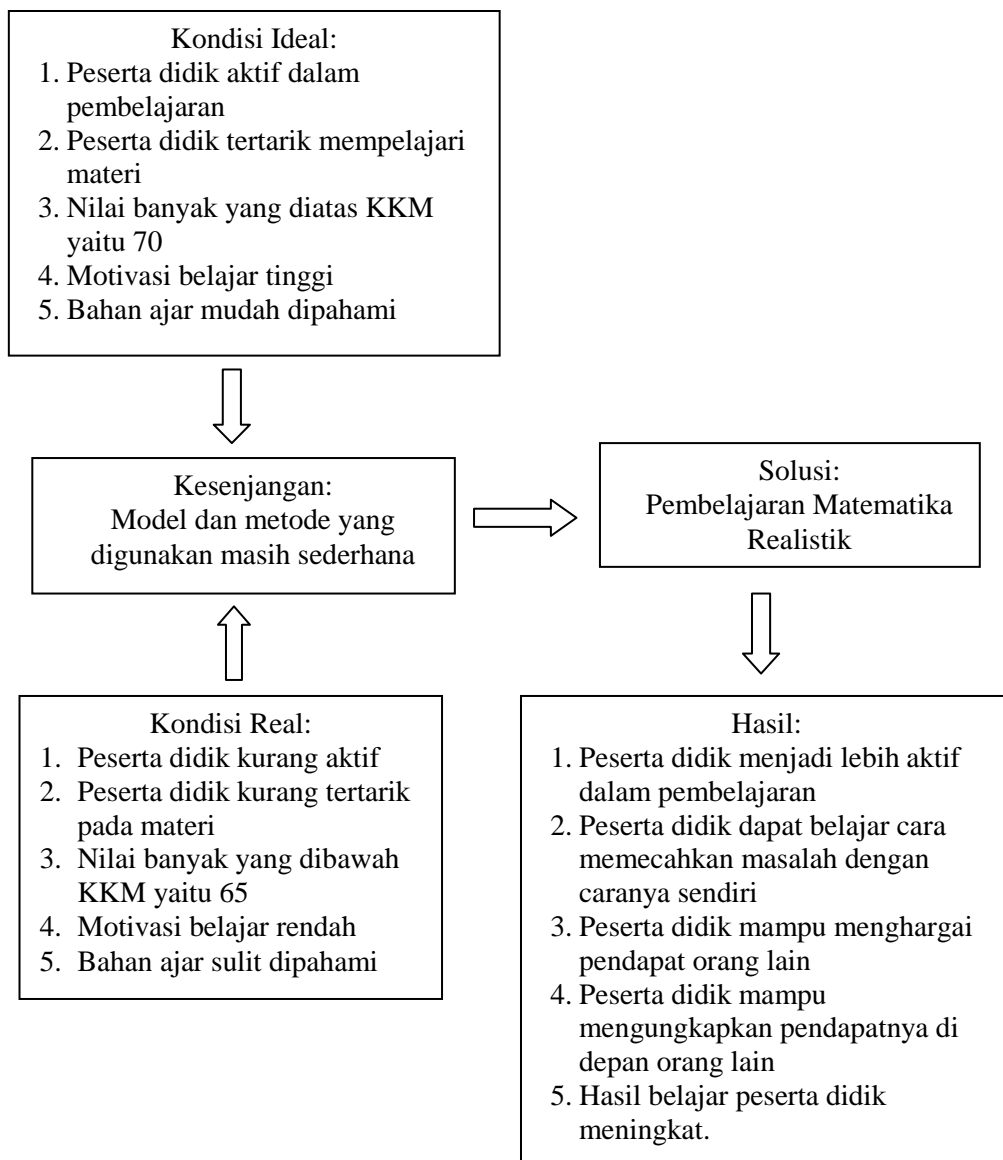 Kondisi Ideal:
1. Peserta didik aktif dalam
pembelajaran
2. Peserta didik tertarik mempelajari
materi
3. Nilai banyak yang diatas KKM
yaitu 70
4. Motivasi belajar tinggi
5. Bahan ajar mudah dipahami
Kesenjangan:
Model dan metode yang
digunakan masih sederhana
Solusi:
Pembelajaran Matematika
Realistik
Kondisi Real:
1. Peserta didik kurang aktif
2. Peserta didik kurang tertarik
pada materi
3. Nilai banyak yang dibawah
KKM yaitu 65
4. Motivasi belajar rendah
5. Bahan ajar sulit dipahami
Hasil:
1. Peserta didik menjadi lebih aktif
dalam pembelajaran
2. Peserta didik dapat belajar cara
memecahkan masalah dengan
caranya sendiri
3. Peserta didik mampu menghargai
pendapat orang lain
4. Peserta didik mampu
mengungkapkan pendapatnya di
depan orang lain
5. Hasil belajar peserta didik
meningkat.